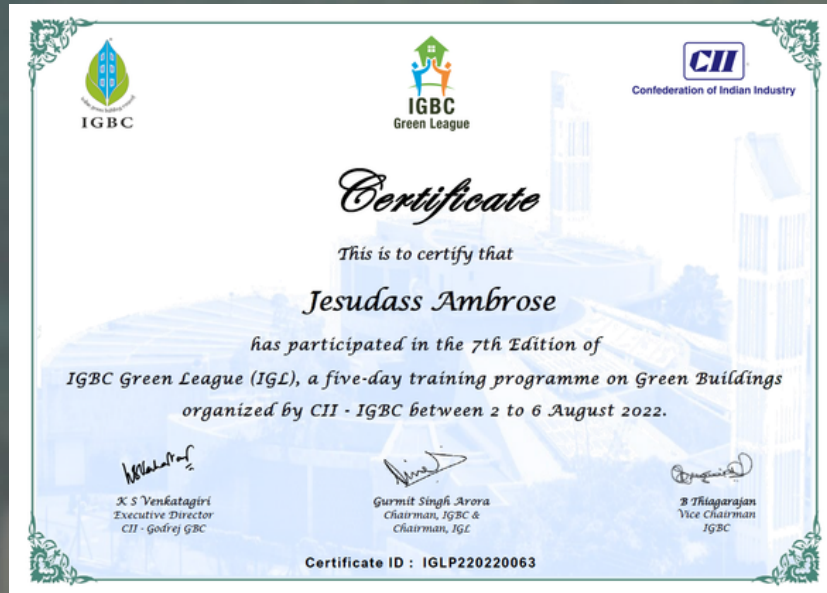 IGBC
IGBC
Green League
CII
Confederation of Indian Industry
Certificate
This is to certify that
Jesudass Ambrose
has participated in the 7th Edition of
IGBC Green League (IGL), a five-day training programme on Green Buildings
organized by CII - IGBC between 2 to 6 August 2022.
K S Venkatagiri
Executive Director
CII - Godrej GBC
Gurmit Singh Arora
Chairman, IGBC &
Chairman, IGL
B Thiagarajan
Vice Chairman
IGBC
Certificate ID : IGLP220220063